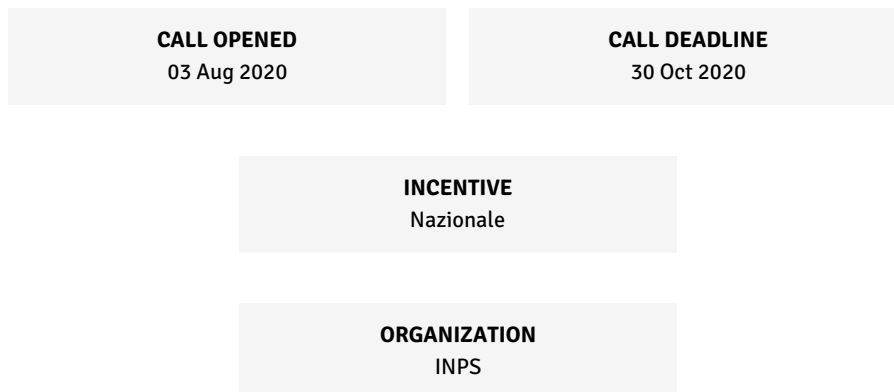 CALL OPENED
03 Aug 2020
CALL DEADLINE
30 Oct 2020
INCENTIVE
Nazionale
ORGANIZATION
INPS